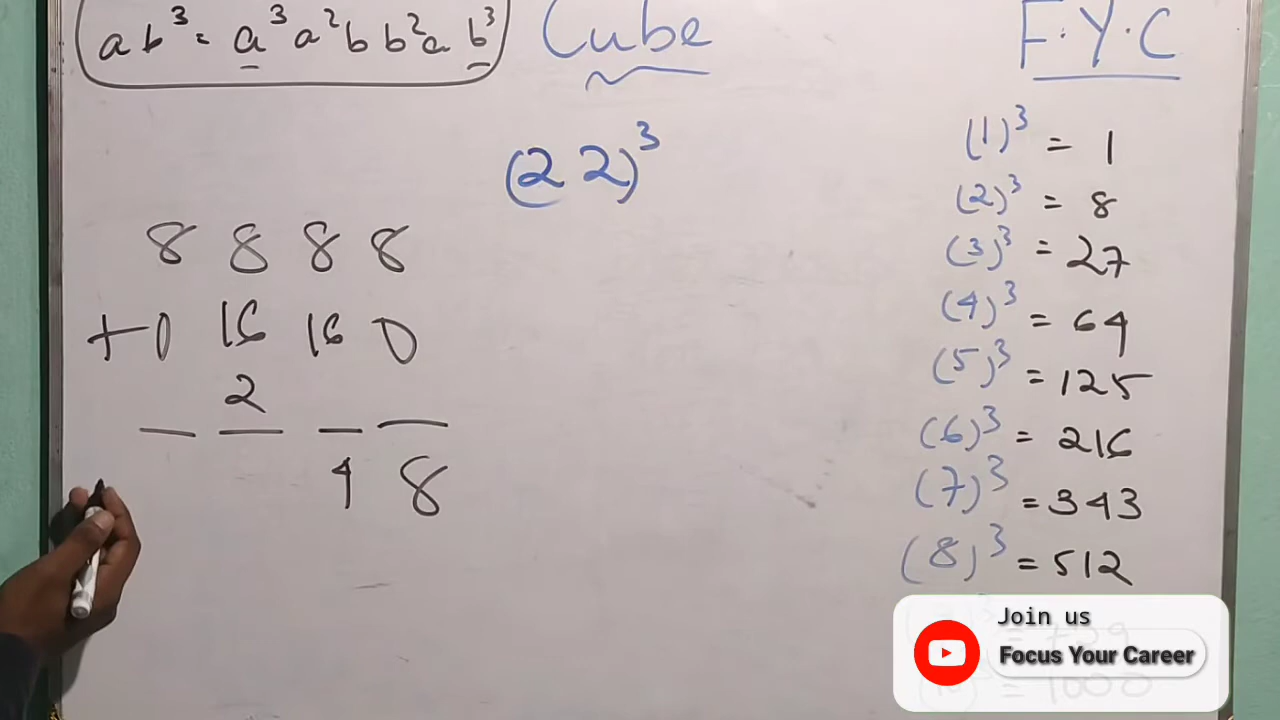 ab³ = a³ a²b b²a b³
Cube
F.Y.C
(22)³
8 8 8 8
+0 16 16 0
2
4 8
(1)³ = 1
(2)³ = 8
(3)³ = 27
(4)³ = 64
(5)³ = 125
(6)³ = 216
(7)³ = 343
(8)³ = 512
= 729
= 1000
Join us
Focus Your Career